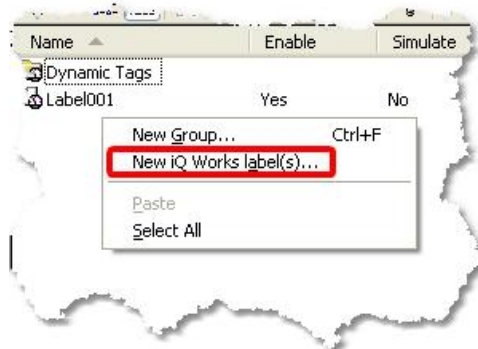 Name Enable Simulate
Dynamic Tags
Label001 Yes No
New Group... Ctrl+F
New iQ Works label(s)...
Paste
Select All